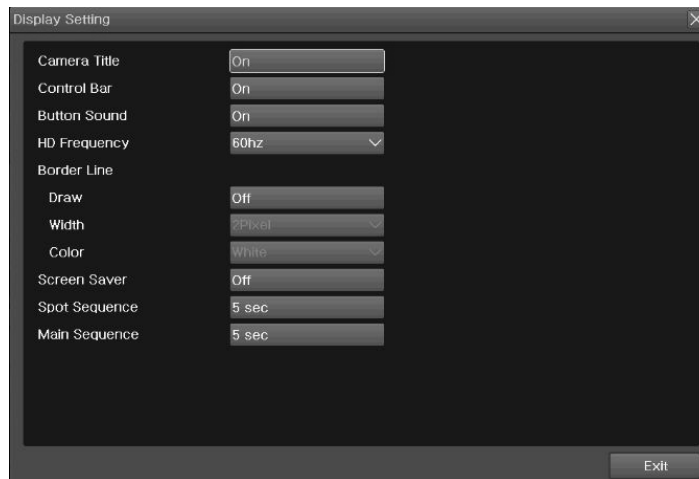 Display Setting
Camera Title On
Control Bar On
Button Sound On
HD Frequency 60hz
Border Line
Draw Off
Width 2Pixel
Color White
Screen Saver Off
Spot Sequence 5 sec
Main Sequence 5 sec
Exit